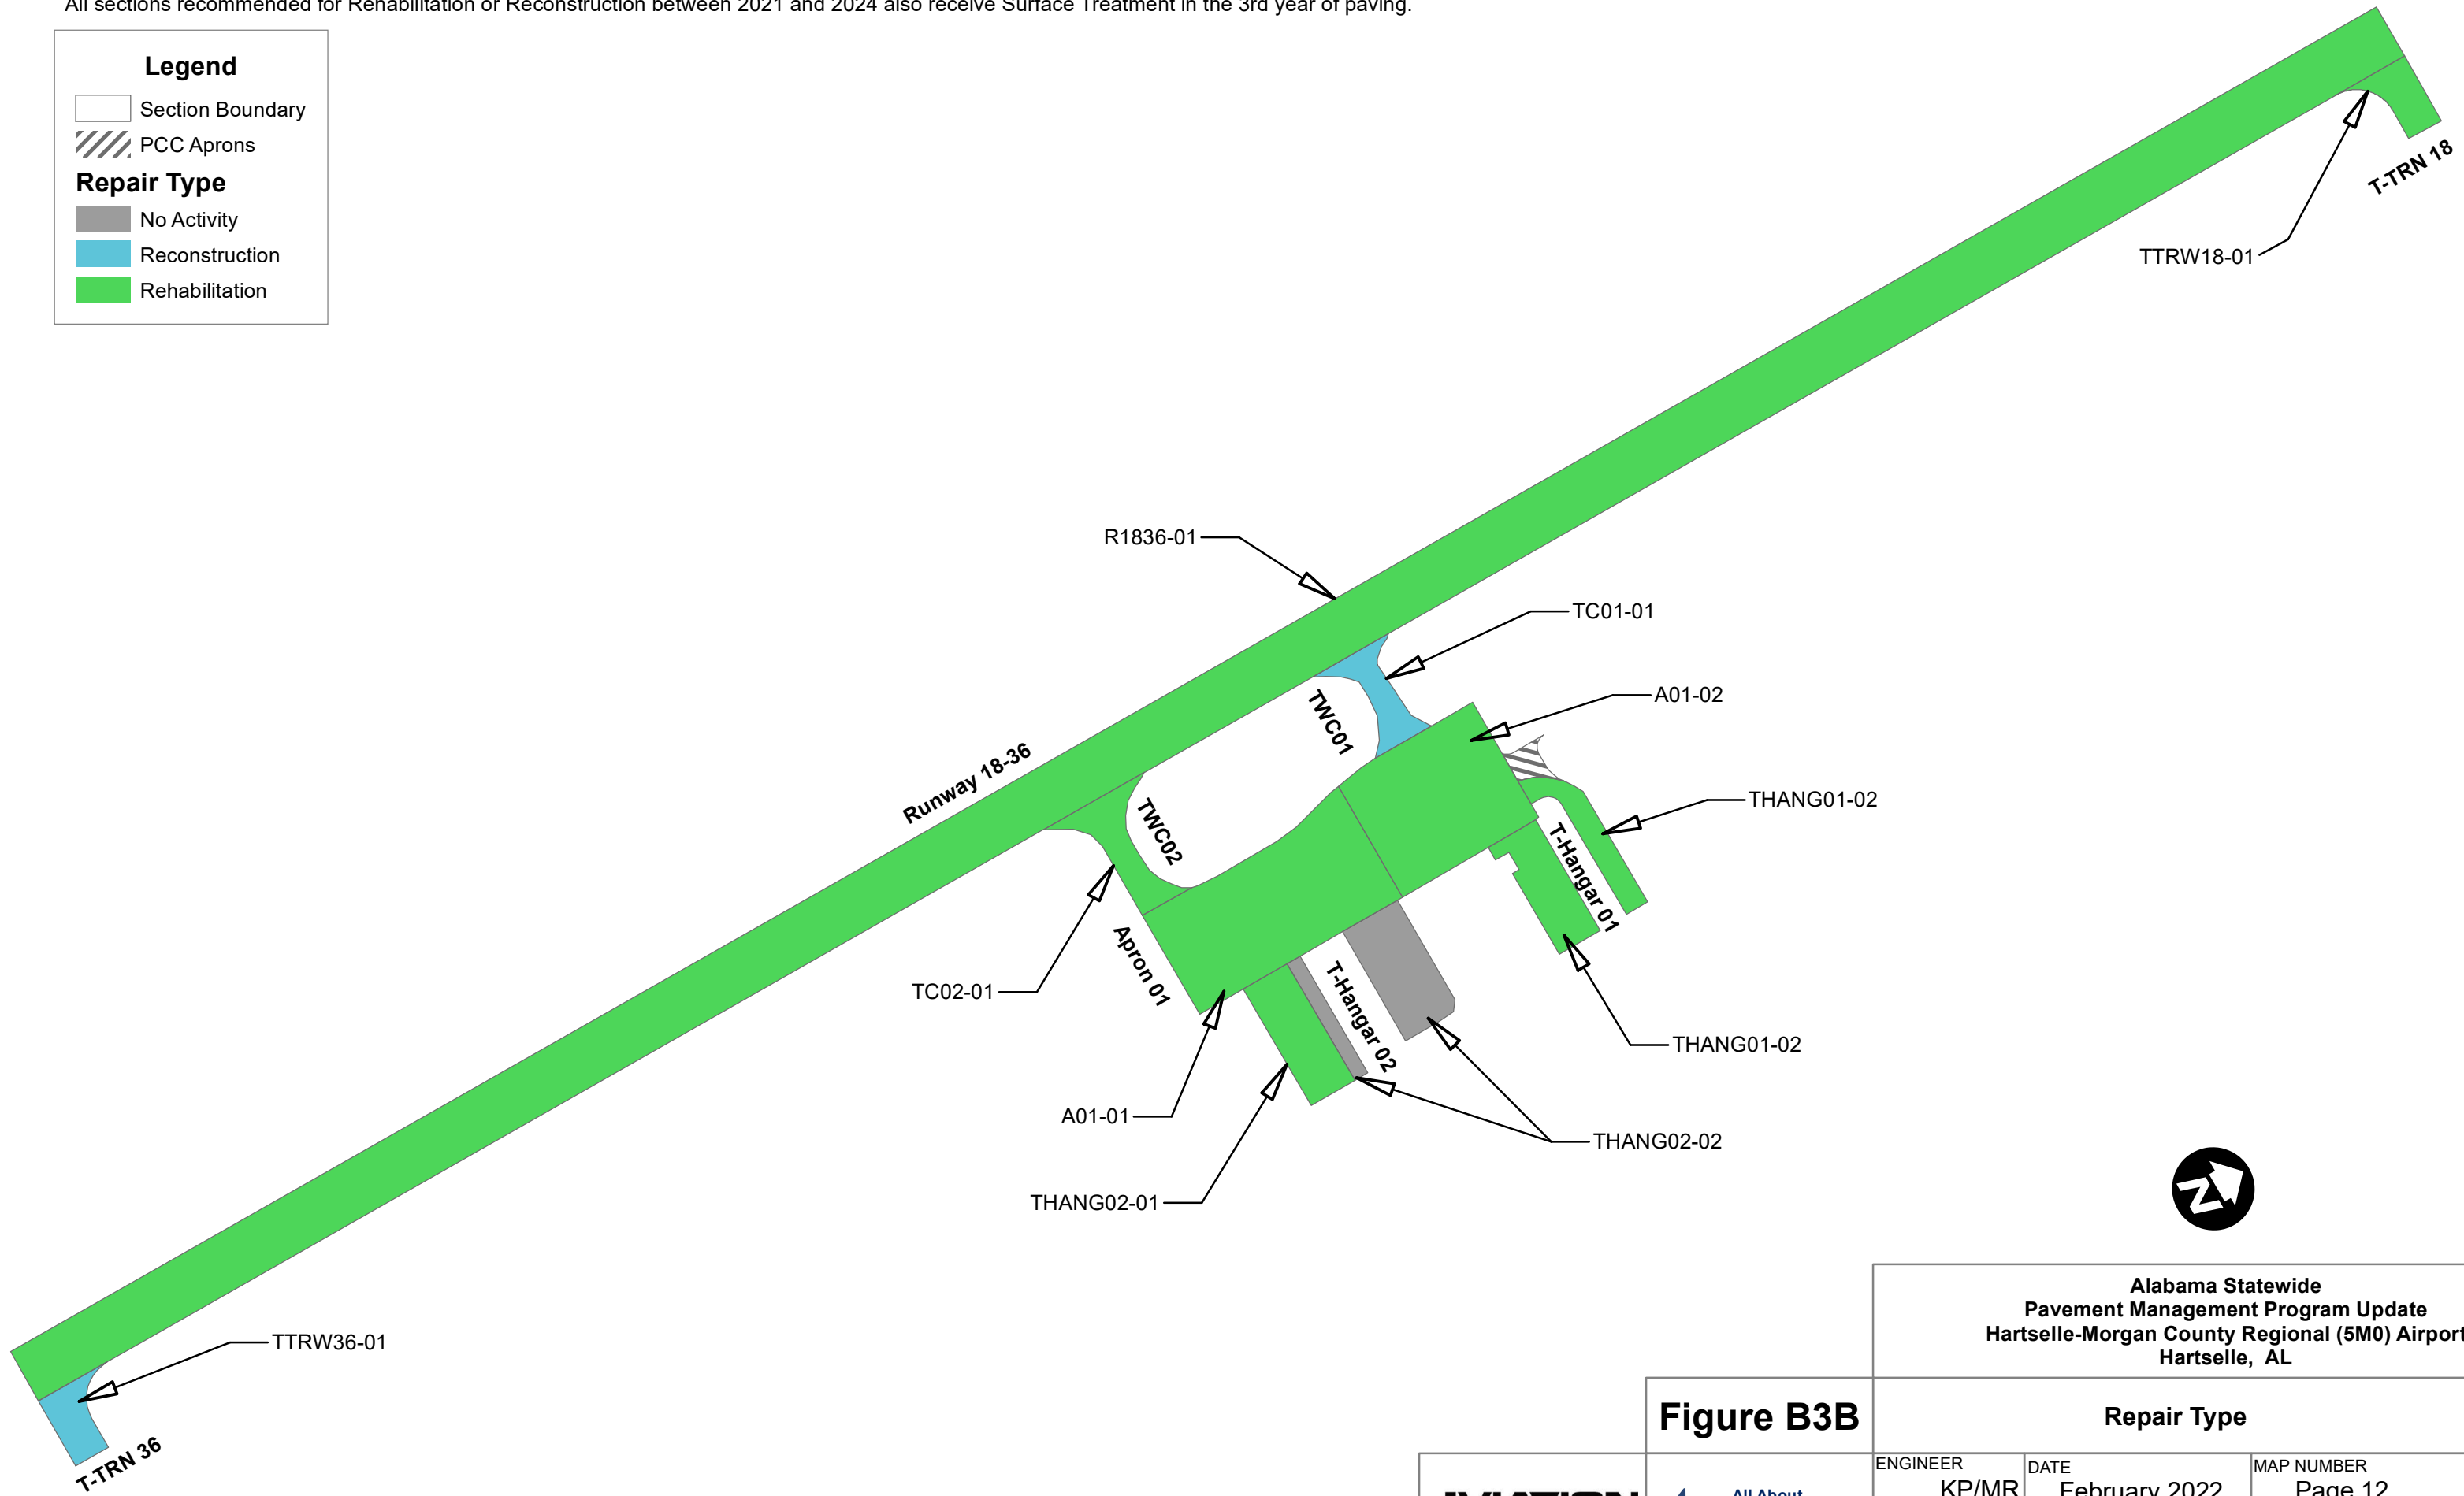 All sections recommended for Rehabilitation or Reconstruction between 2021 and 2024 also receive Surface Treatment in the 3rd year of paving.
Legend
Section Boundary
PCC Aprons
Repair Type
No Activity
Reconstruction
Rehabilitation
T-TRN 18
TTRW18-01
R1836-01
TC01-01
A01-02
TWC01
Runway 18-36
THANG01-02
TWC02
T-Hangar 01
Apron 01
TC02-01
T-Hangar 02
THANG01-02
A01-01
THANG02-02
THANG02-01
N
TTRW36-01
T-TRN 36
Alabama Statewide
Pavement Management Program Update
Hartselle-Morgan County Regional (5M0) Airport
Hartselle, AL
Figure B3B
Repair Type
ENGINEER
KP/MR
DATE
February 2022
MAP NUMBER
Page 12
AVIATION
All About